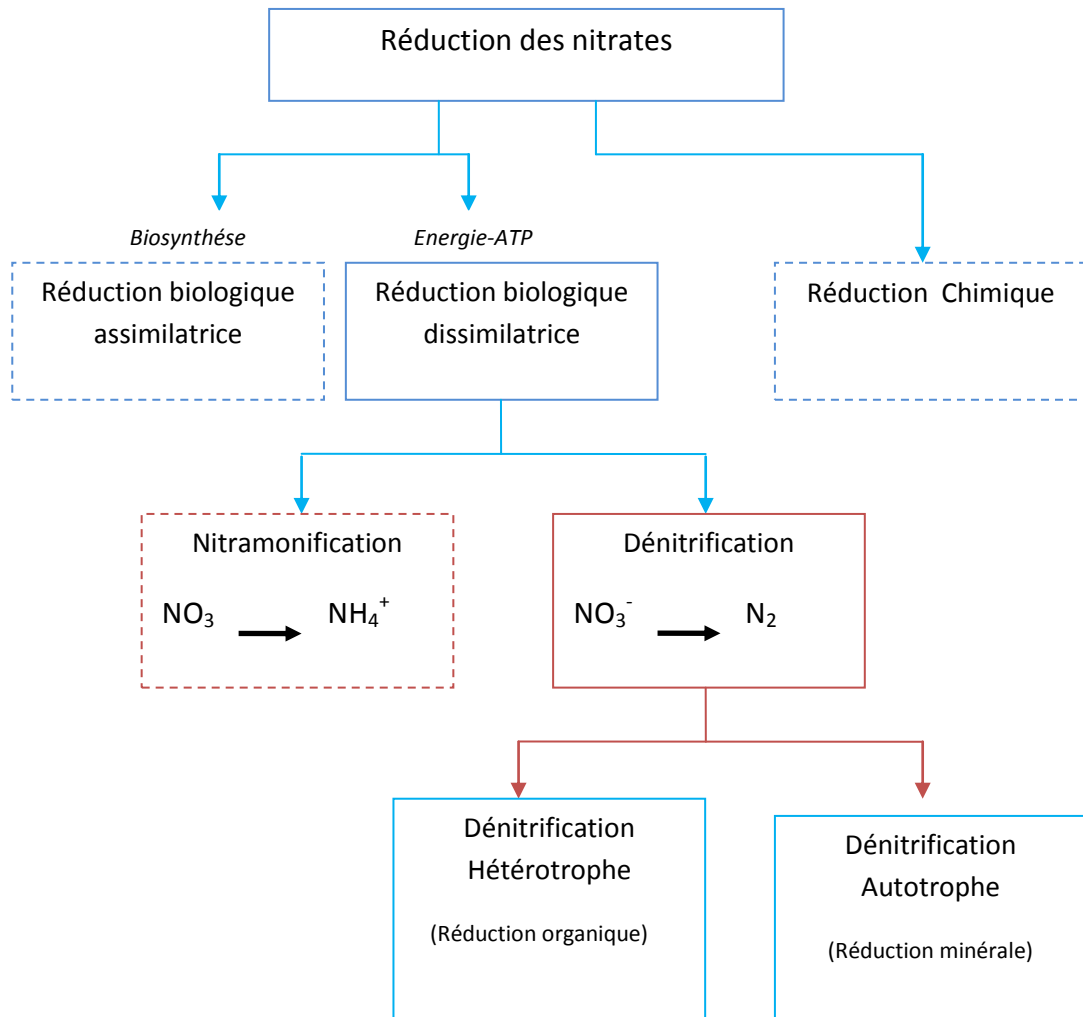 Réduction des nitrates
Biosynthése
Energie-ATP
Réduction biologique
assimilatrice
Réduction biologique
dissimilatrice
Réduction Chimique
Nitramonification
NO₃ NH₄⁺
Dénitrification
NO₃⁻ N₂
Dénitrification
Hétérotrophe
(Réduction organique)
Dénitrification
Autotrophe
(Réduction minérale)